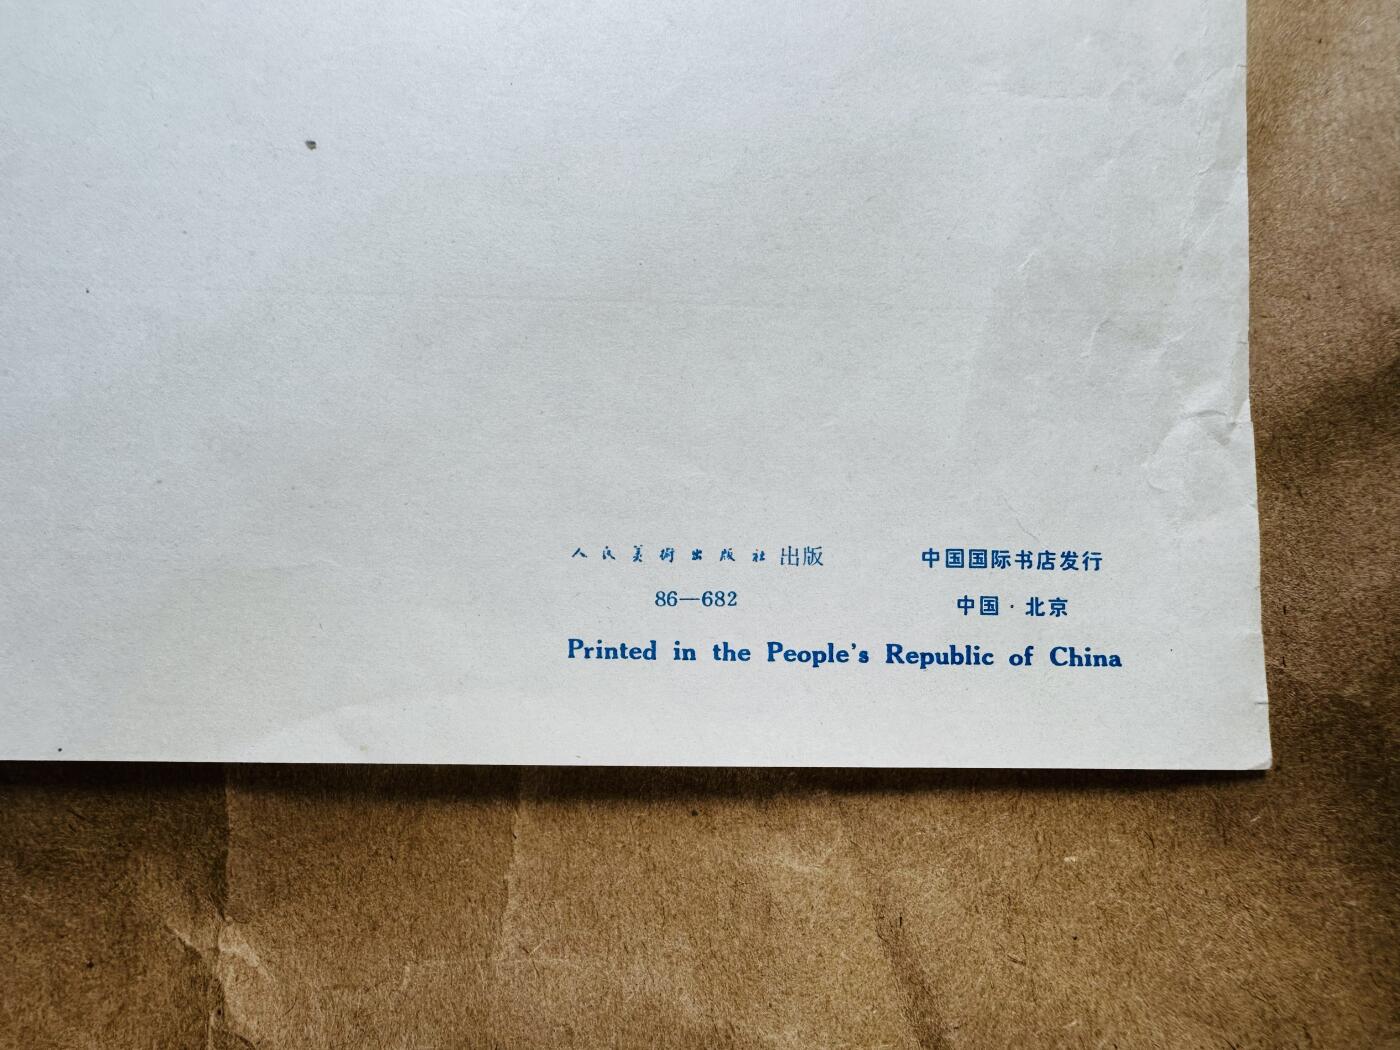 人民美術出版社出版
86—682
中国国际书店发行
中国·北京
Printed in the People's Republic of China